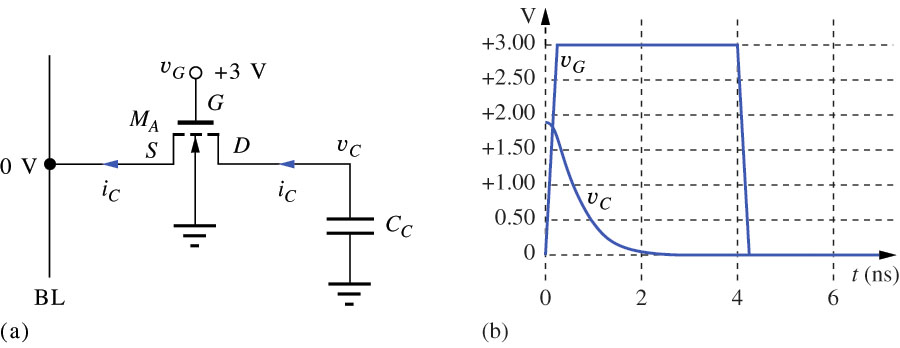 v_G +3 V
G
M_A
S D v_C
0 V
i_C i_C
C_C
BL
(a)
V
+3.00
v_G
+2.50
+2.00
+1.50
+1.00
v_C
0.50
0
t (ns)
0 2 4 6
(b)